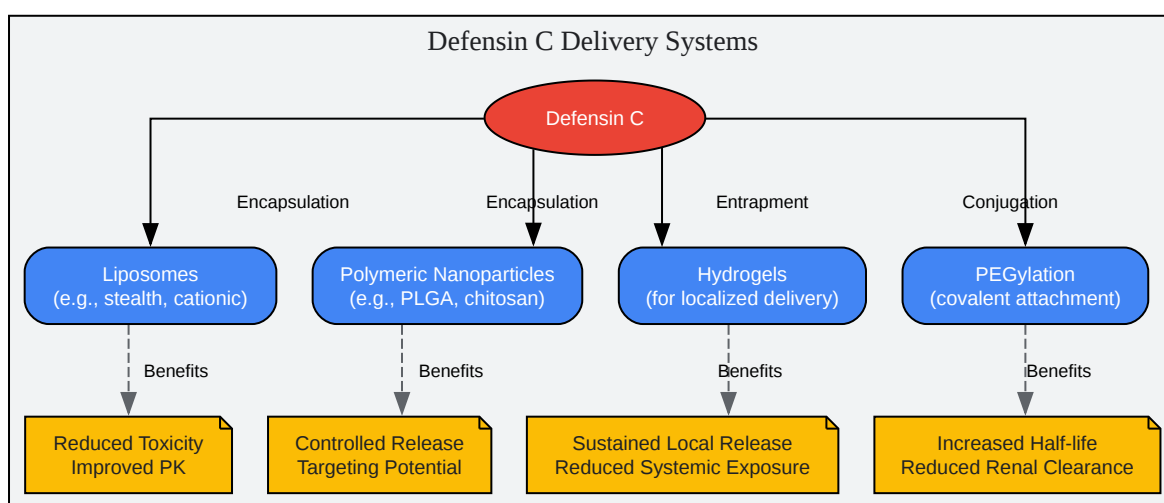 Defensin C Delivery Systems
Defensin C
Encapsulation
Encapsulation
Entrapment
Conjugation
Liposomes
(e.g., stealth, cationic)
Polymeric Nanoparticles
(e.g., PLGA, chitosan)
Hydrogels
(for localized delivery)
PEGylation
(covalent attachment)
Benefits
Benefits
Benefits
Benefits
Reduced Toxicity
Improved PK
Controlled Release
Targeting Potential
Sustained Local Release
Reduced Systemic Exposure
Increased Half-life
Reduced Renal Clearance